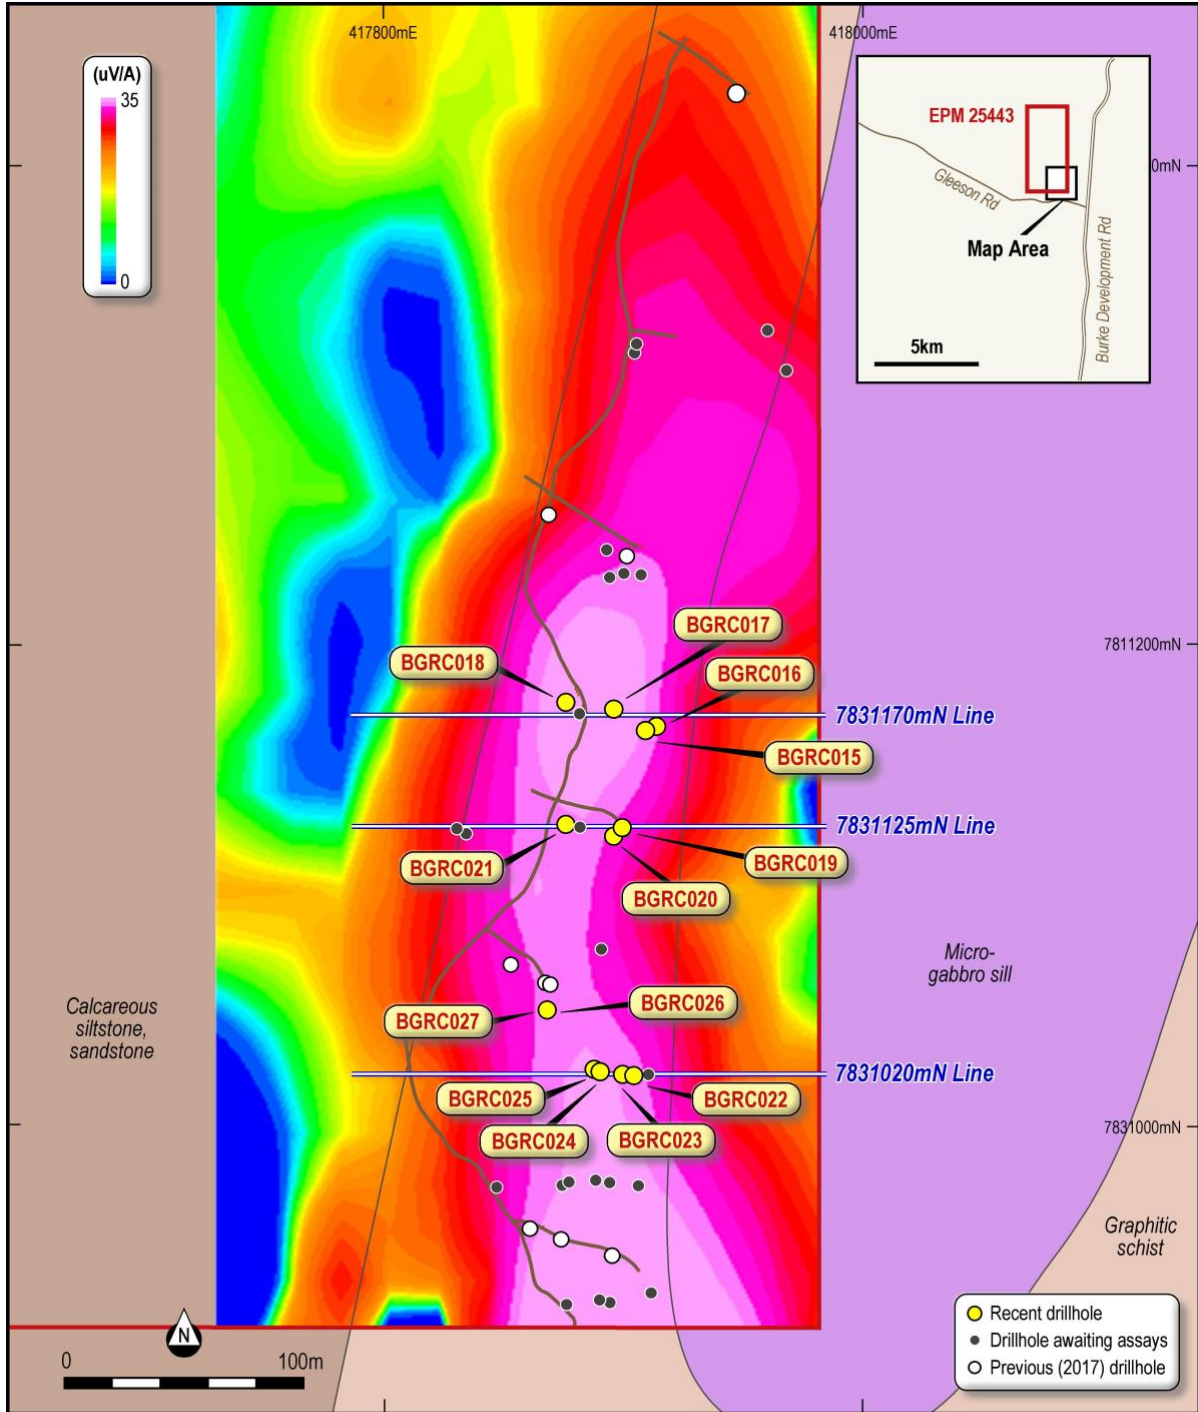 417800mE
418000mE
(uV/A)
35
0
EPM 25443
0mN
Gleeson Rd
Map Area
Burke Development Rd
5km
BGRC017
7811200mN
BGRC018
BGRC016
7831170mN Line
BGRC015
7831125mN Line
BGRC021
BGRC019
BGRC020
Micro-
gabbro sill
Calcareous
siltstone,
sandstone
BGRC026
BGRC027
7831020mN Line
BGRC025
BGRC022
BGRC024
BGRC023
7831000mN
Graphitic
schist
Recent drillhole
Drillhole awaiting assays
Previous (2017) drillhole
N
0
100m